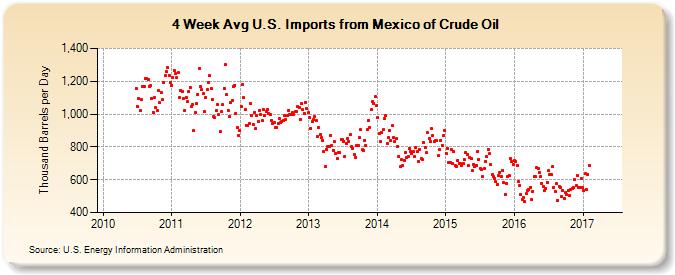 4 Week Avg U.S. Imports from Mexico of Crude Oil
Thousand Barrels per Day
1,400
1,200
1,000
800
600
400
2010 2011 2012 2013 2014 2015 2016 2017
Source: U.S. Energy Information Administration